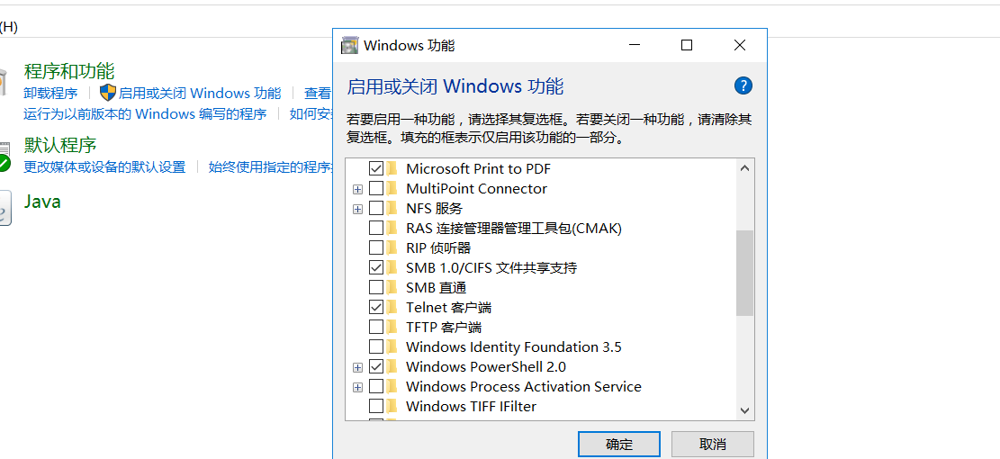 (H)
Windows 功能
程序和功能
卸载程序 启用或关闭 Windows 功能 查看
运行为以前版本的 Windows 编写的程序 如何安
默认程序
更改媒体或设备的默认设置 始终使用指定的程序
Java
启用或关闭 Windows 功能
若要启用一种功能，请选择其复选框。若要关闭一种功能，请清除其
复选框。填充的框表示仅启用该功能的一部分。
Microsoft Print to PDF
MultiPoint Connector
NFS 服务
RAS 连接管理器管理工具包(CMAK)
RIP 侦听器
SMB 1.0/CIFS 文件共享支持
SMB 直通
Telnet 客户端
TFTP 客户端
Windows Identity Foundation 3.5
Windows PowerShell 2.0
Windows Process Activation Service
Windows TIFF IFilter
确定 取消